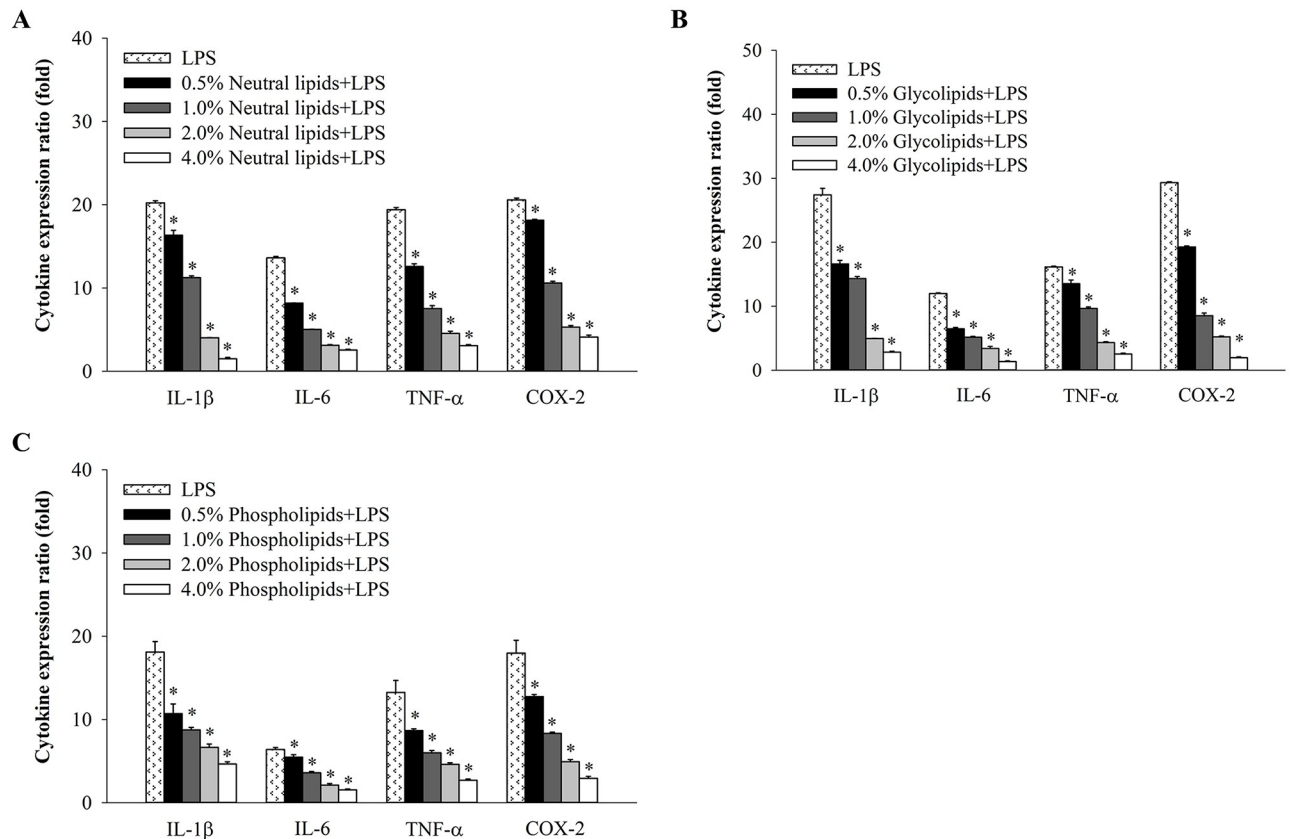 A
Cytokine expression ratio (fold)
40
30
20
10
0
LPS
0.5% Neutral lipids+LPS
1.0% Neutral lipids+LPS
2.0% Neutral lipids+LPS
4.0% Neutral lipids+LPS
* * * *
* * * *
* * * *
* * * *
IL-1β IL-6 TNF-α COX-2
B
Cytokine expression ratio (fold)
50
40
30
20
10
0
LPS
0.5% Glycolipids+LPS
1.0% Glycolipids+LPS
2.0% Glycolipids+LPS
4.0% Glycolipids+LPS
* * * *
* * * *
* * * *
* * * *
IL-1β IL-6 TNF-α COX-2
C
Cytokine expression ratio (fold)
40
30
20
10
0
LPS
0.5% Phospholipids+LPS
1.0% Phospholipids+LPS
2.0% Phospholipids+LPS
4.0% Phospholipids+LPS
* * * *
* * * *
* * * *
* * * *
IL-1β IL-6 TNF-α COX-2